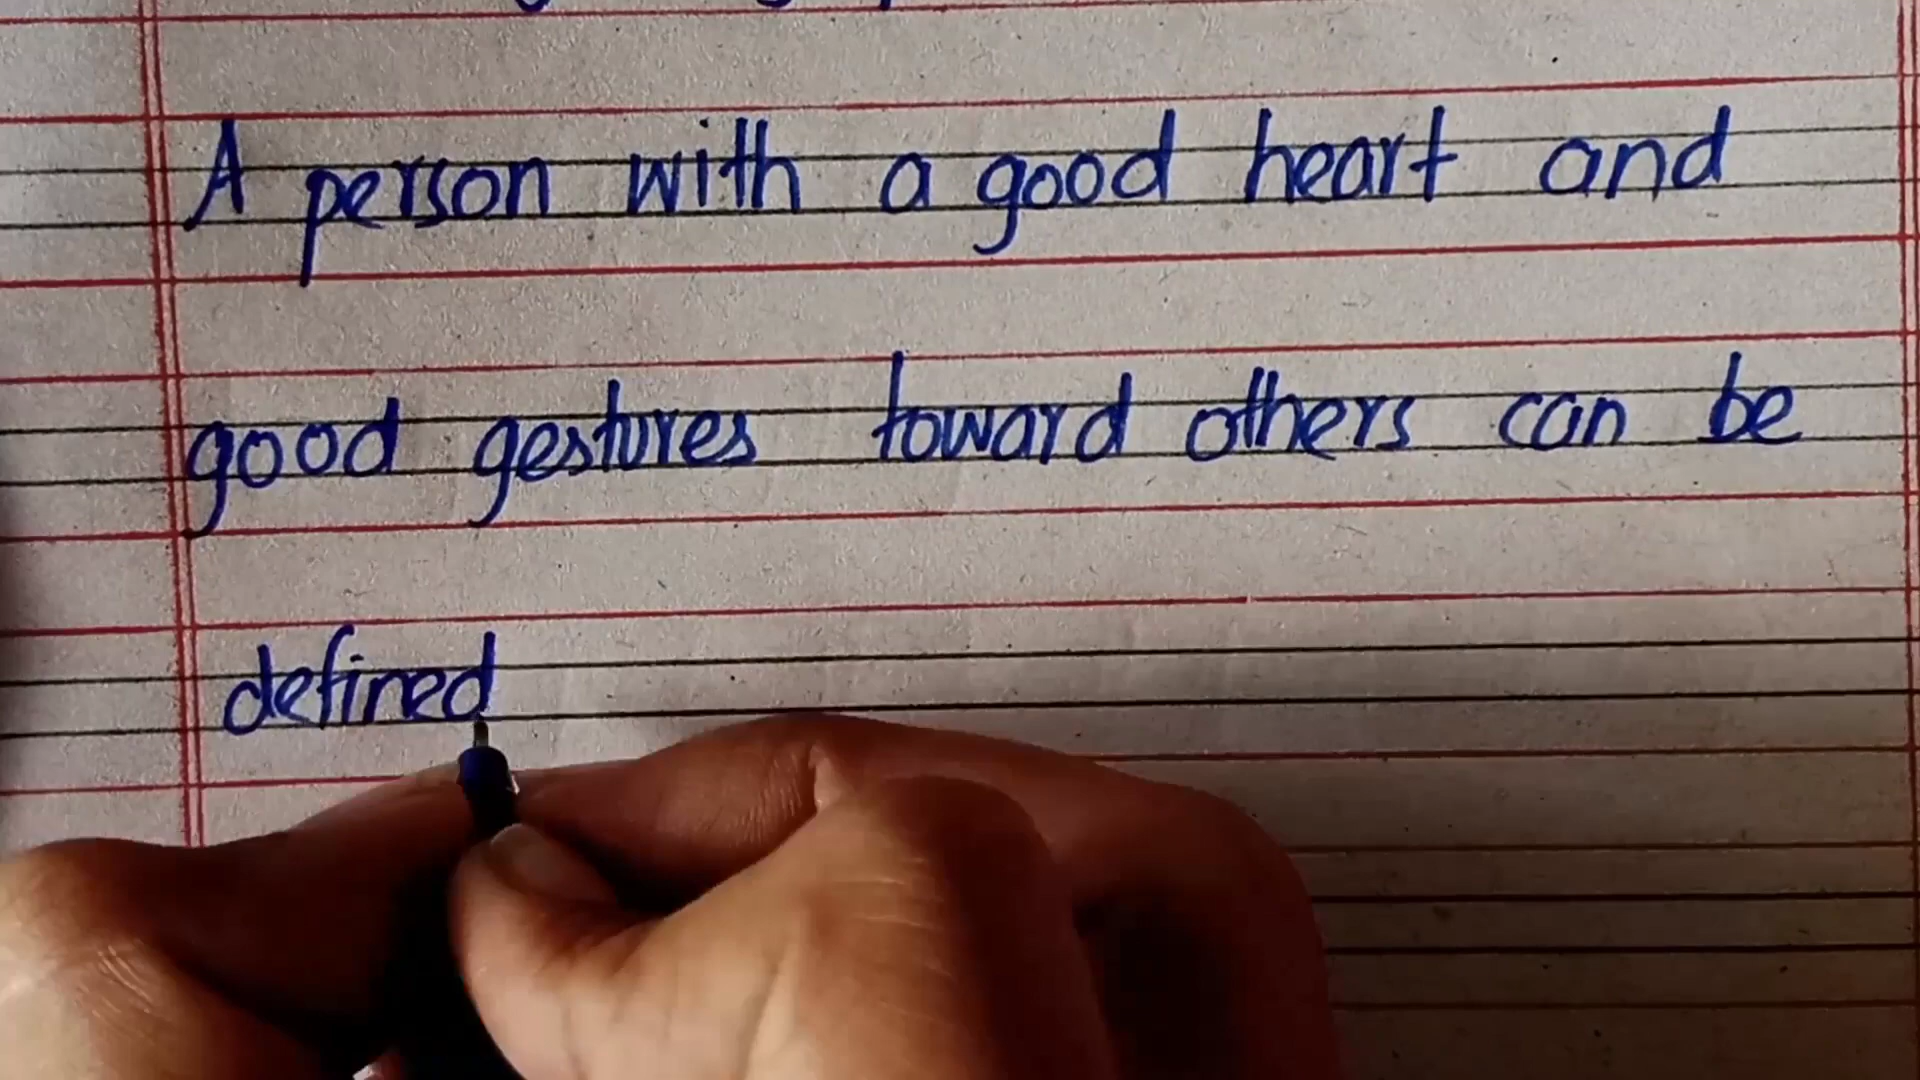 A person with a good heart and
good gestures toward others can be
defined